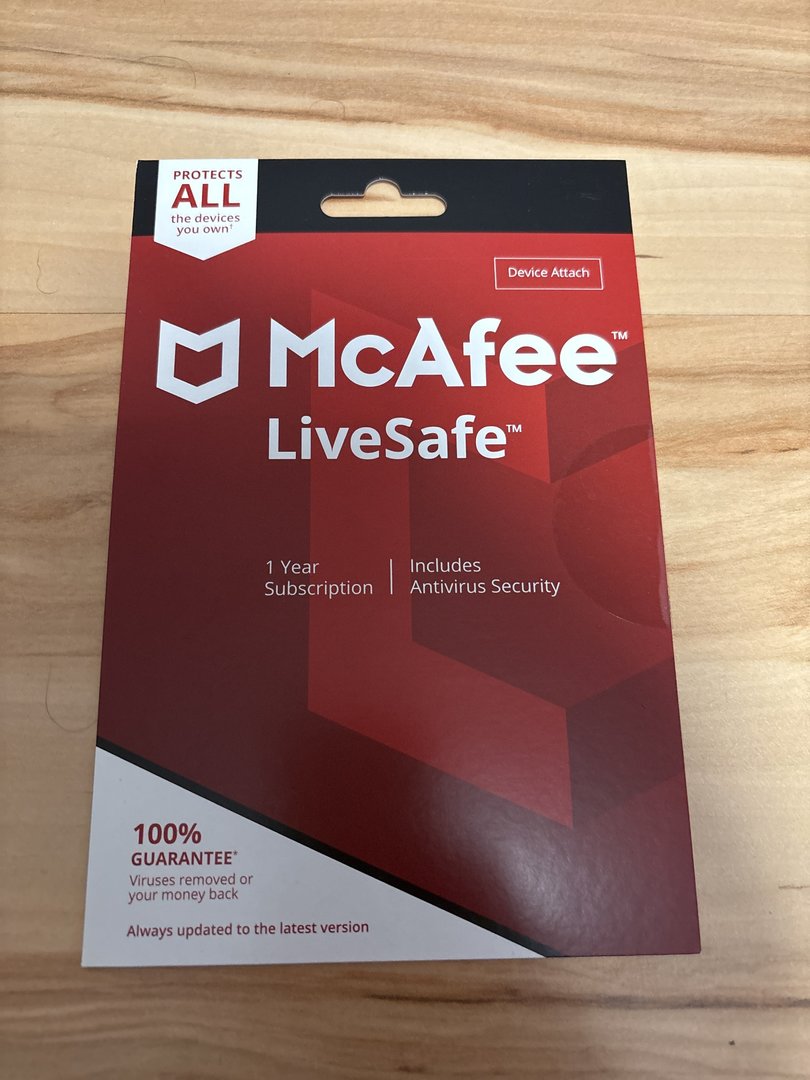 PROTECTS
ALL
the devices
you own†
Device Attach
McAfee™
LiveSafe™
1 Year
Subscription
Includes
Antivirus Security
100%
GUARANTEE*
Viruses removed or
your money back
Always updated to the latest version